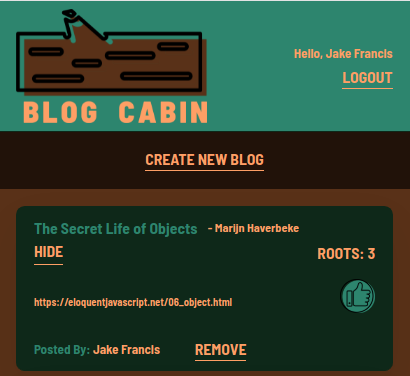 Hello, Jake Francis
LOGOUT
BLOG CABIN
CREATE NEW BLOG
The Secret Life of Objects - Marijn Haverbeke
HIDE
ROOTS: 3
https://eloquentjavascript.net/06_object.html
Posted By: Jake Francis REMOVE